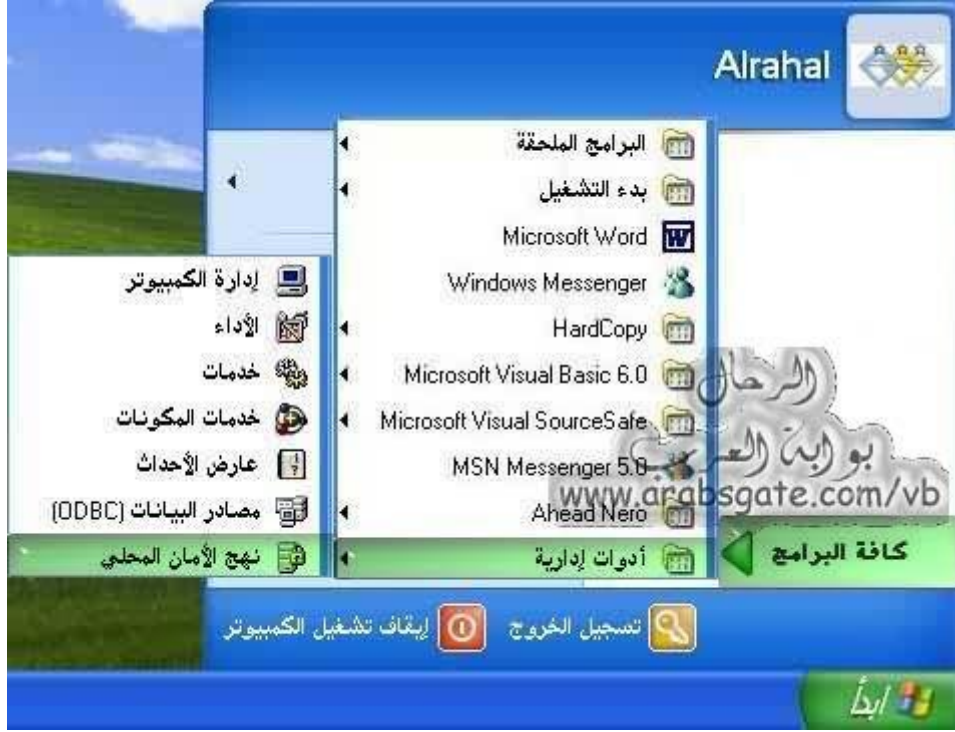 Alrahal
البرامج الملحقة
بدء التشغيل
Microsoft Word
Windows Messenger
HardCopy
Microsoft Visual Basic 6.0
Microsoft Visual SourceSafe
MSN Messenger 5.0
Ahead Nero
أدوات إدارية
إدارة الكمبيوتر
الأداء
خدمات
خدمات المكونات
عارض الأحداث
مصادر البيانات (ODBC)
نهج الأمان المحلي
الرحال
بوابة العرب
www.arabsgate.com/vb
كافة البرامج
تسجيل الخروج
إيقاف تشغيل الكمبيوتر
ابدأ